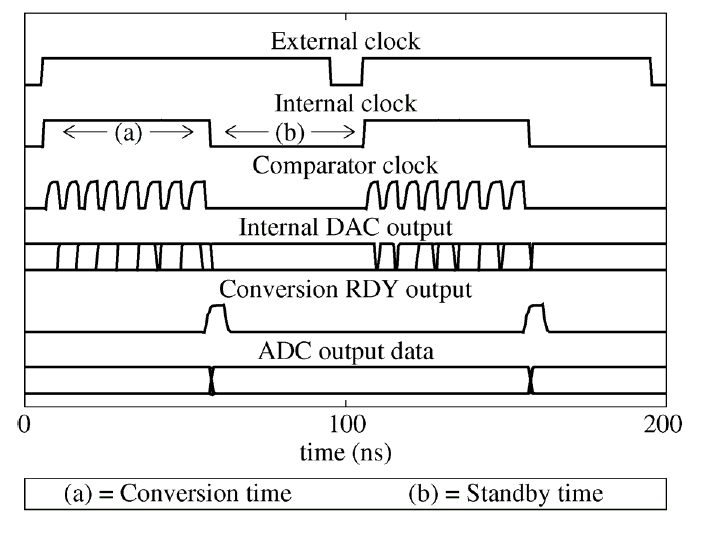 External clock
Internal clock
(a) (b)
Comparator clock
Internal DAC output
Conversion RDY output
ADC output data
0 100 200
time (ns)
(a) = Conversion time (b) = Standby time